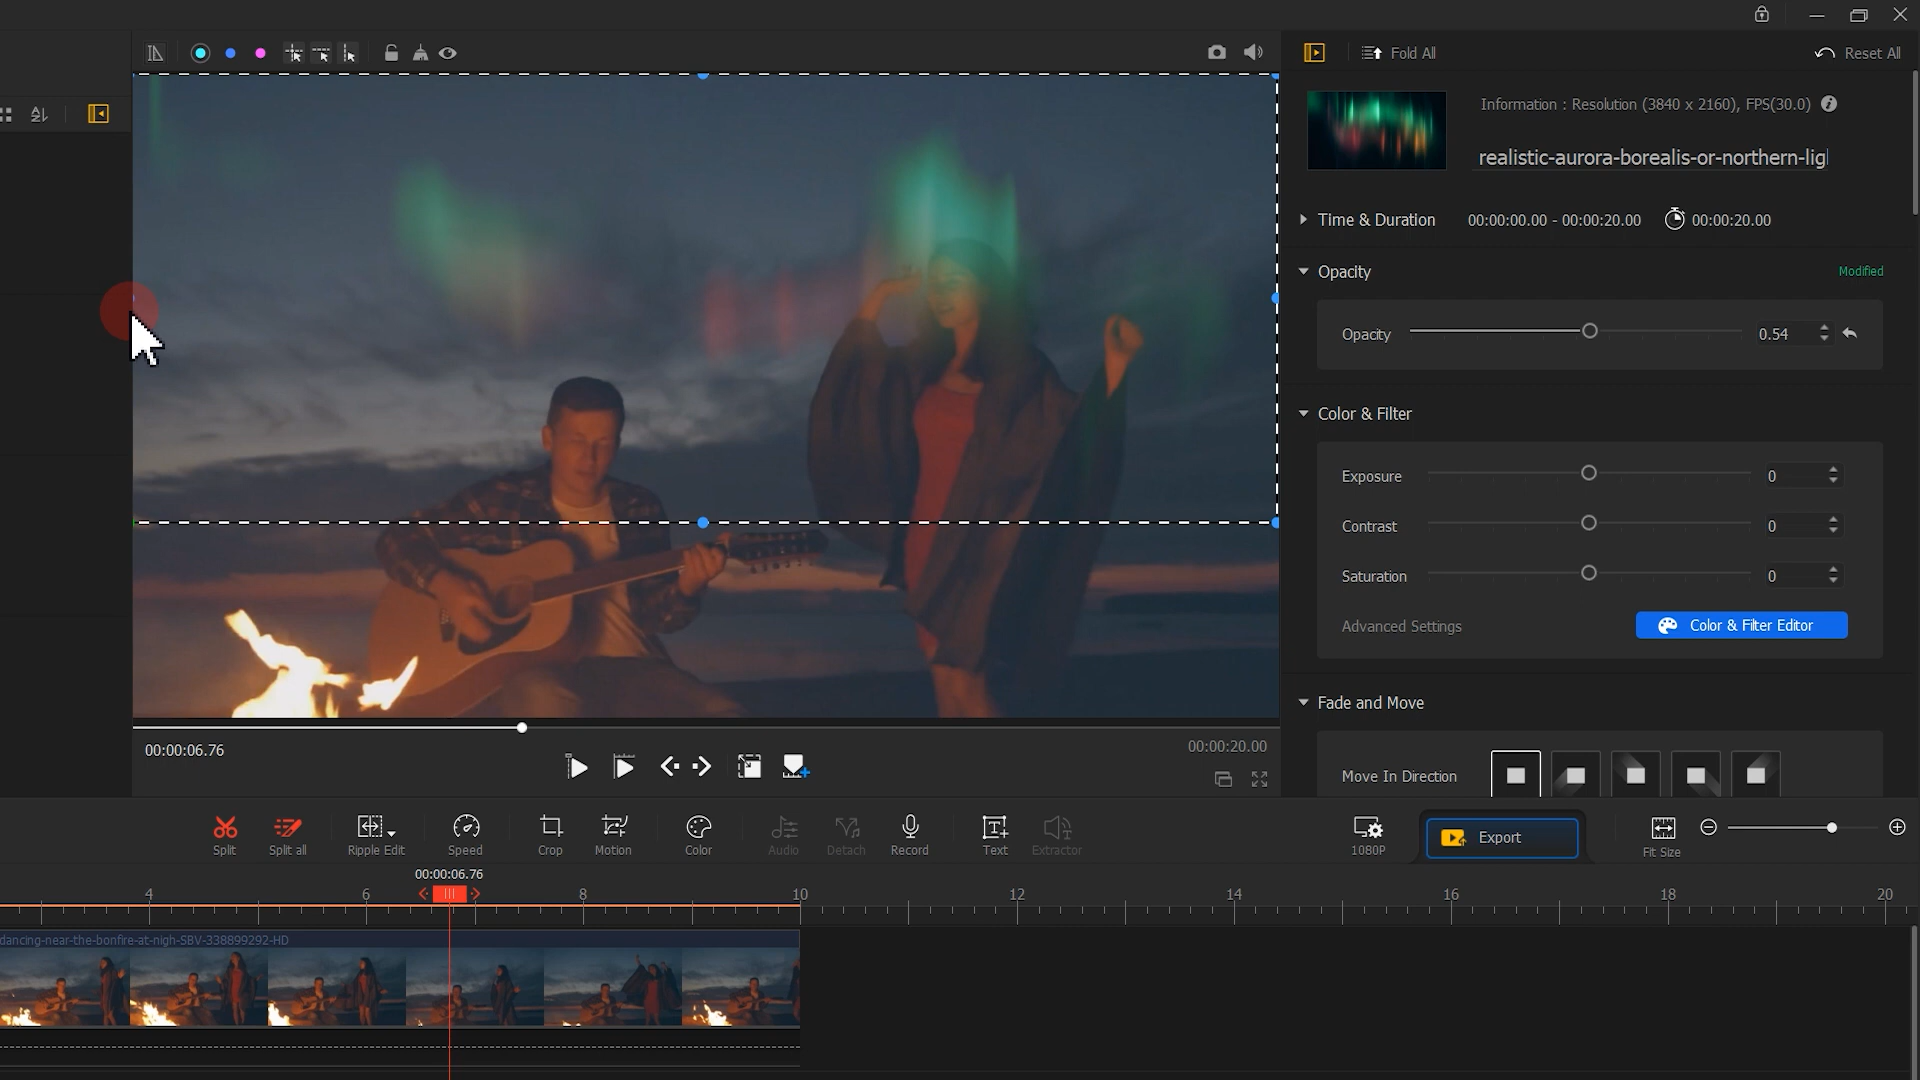 Fold All
Reset All
Information : Resolution (3840 x 2160), FPS(30.0)
realistic-aurora-borealis-or-northern-lig
Time & Duration
00:00:00.00 - 00:00:20.00
00:00:20.00
Opacity
Modified
Opacity
0.54
Color & Filter
Exposure
0
Contrast
0
Saturation
0
Advanced Settings
Color & Filter Editor
Fade and Move
Move In Direction
00:00:06.76
00:00:20.00
Split
Split all
Ripple Edit
Speed
Crop
Motion
Color
Audio
Detach
Record
Text
Extractor
1080P
Export
Fit Size
00:00:06.76
4
6
8
10
12
14
16
18
20
dancing-near-the-bonfire-at-nigh-SBV-338899292-HD